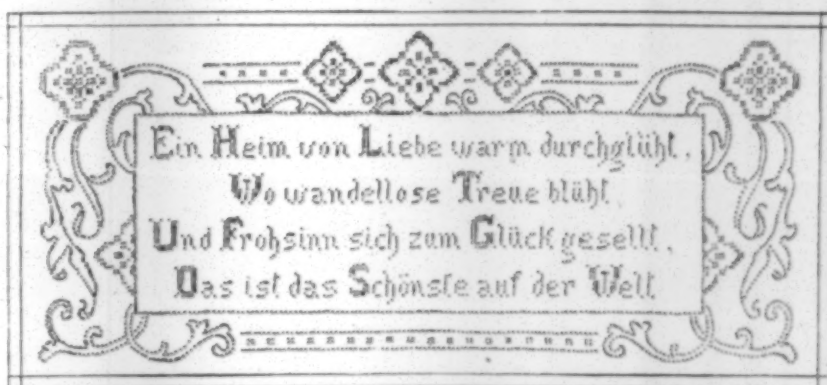 Ein Heim von Liebe warm durchglüht,
Wo wandellose Treue blüht
Und Frohsinn sich zum Glück gesellt,
Das ist das Schönste auf der Welt